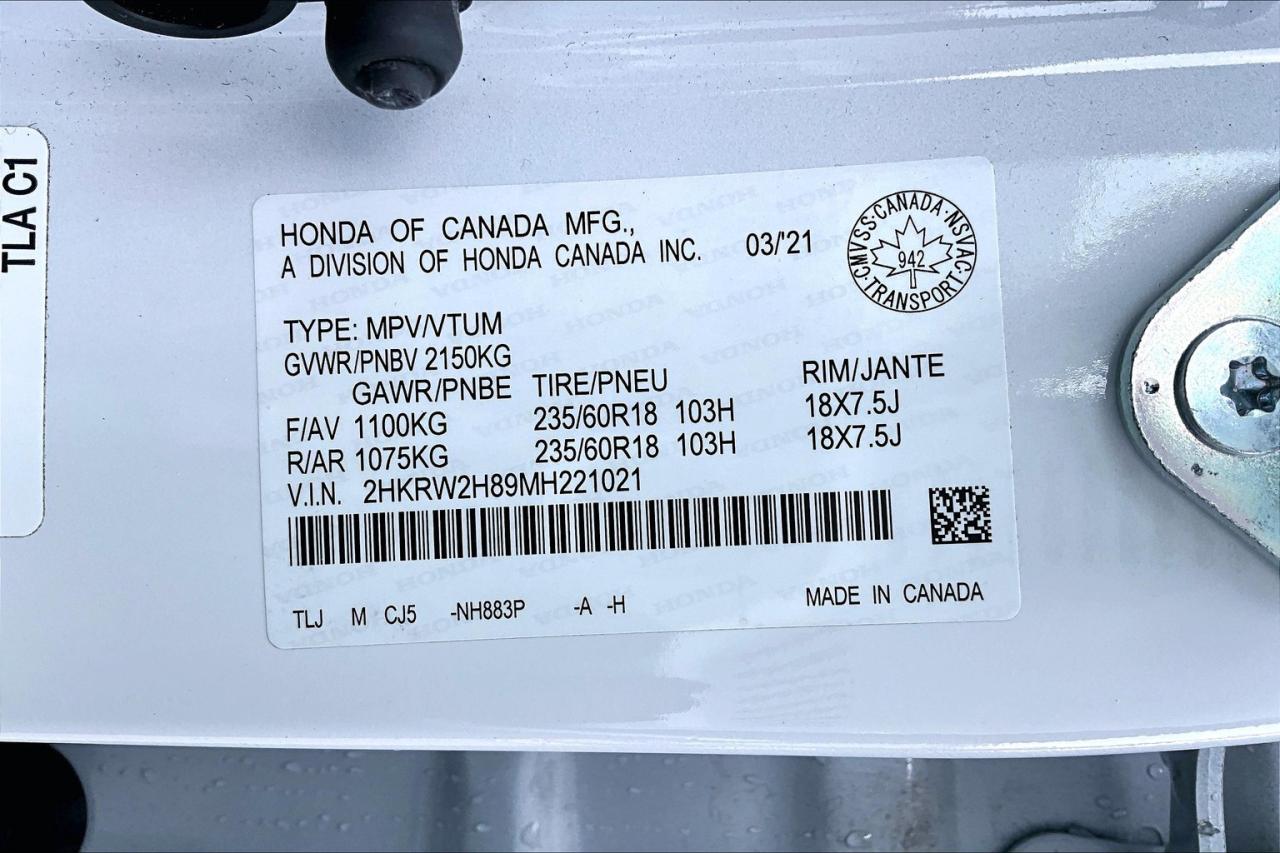 TLA C1
HONDA OF CANADA MFG.,
A DIVISION OF HONDA CANADA INC. 03/'21
CMVSS·CANADA·NSVAC·TRANSPORT·
942
TYPE: MPV/VTUM
GVWR/PNBV 2150KG
GAWR/PNBE TIRE/PNEU RIM/JANTE
F/AV 1100KG 235/60R18 103H 18X7.5J
R/AR 1075KG 235/60R18 103H 18X7.5J
V.I.N. 2HKRW2H89MH221021
TLJ M CJ5 -NH883P -A -H MADE IN CANADA